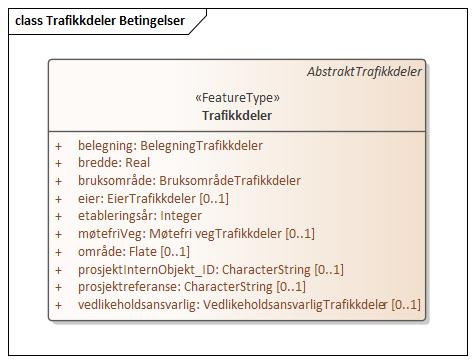 class Trafikkdeler Betingelser
AbstraktTrafikkdeler
«FeatureType»
Trafikkdeler
+ belegning: BelegningTrafikkdeler
+ bredde: Real
+ bruksområde: BruksområdeTrafikkdeler
+ eier: EierTrafikkdeler [0..1]
+ etableringsår: Integer
+ møtefriVeg: Møtefri vegTrafikkdeler [0..1]
+ område: Flate [0..1]
+ prosjektInternObjekt_ID: CharacterString [0..1]
+ prosjektreferanse: CharacterString [0..1]
+ vedlikeholdsansvarlig: VedlikeholdsansvarligTrafikkdeler [0..1]